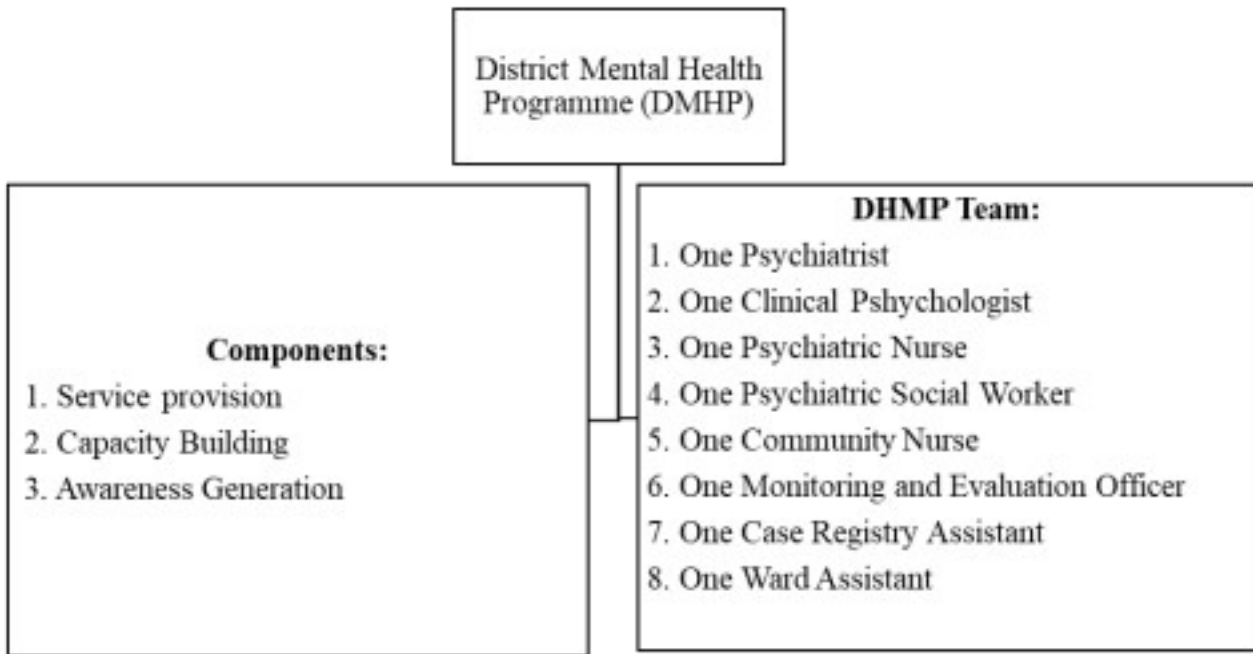 District Mental Health
Programme (DMHP)
Components:
1. Service provision
2. Capacity Building
3. Awareness Generation
DHMP Team:
1. One Psychiatrist
2. One Clinical Pshychologist
3. One Psychiatric Nurse
4. One Psychiatric Social Worker
5. One Community Nurse
6. One Monitoring and Evaluation Officer
7. One Case Registry Assistant
8. One Ward Assistant